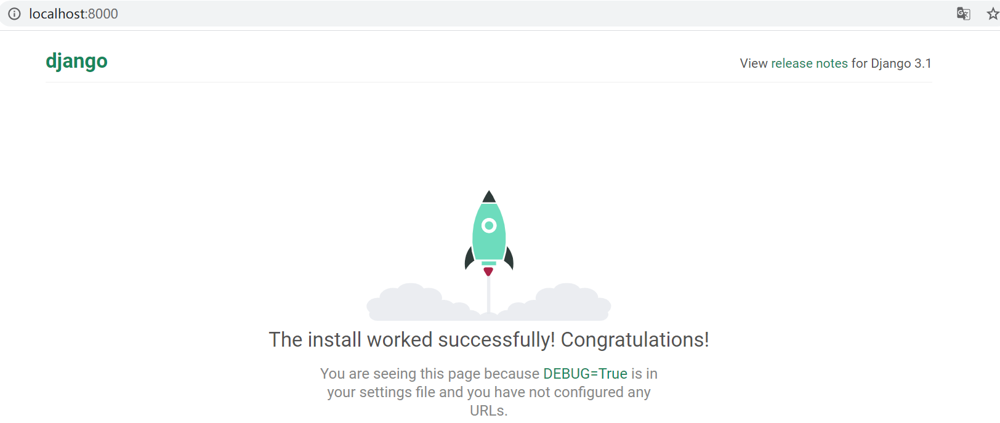 localhost:8000
django
View release notes for Django 3.1
The install worked successfully! Congratulations!
You are seeing this page because DEBUG=True is in
your settings file and you have not configured any
URLs.